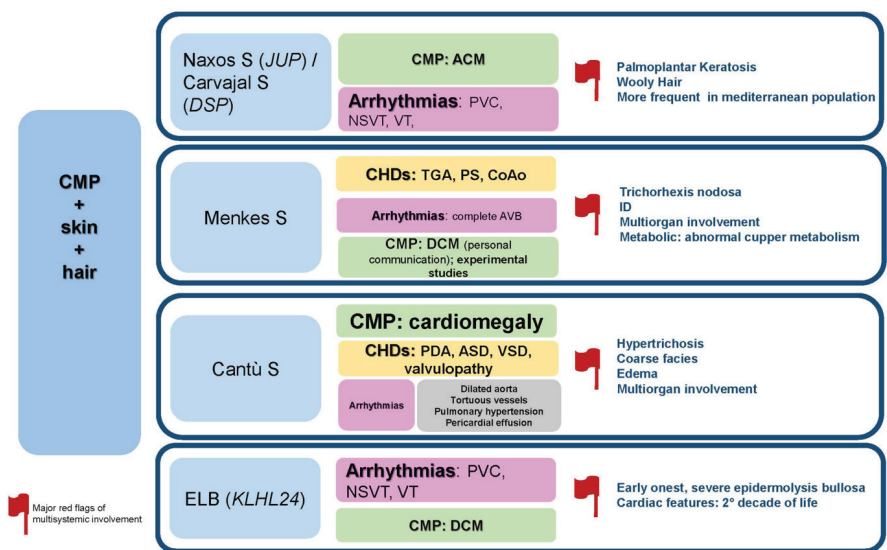 CMP
+
skin
+
hair
Naxos S (JUP) /
Carvajal S
(DSP)
CMP: ACM
Arrhythmias: PVC,
NSVT, VT,
Palmoplantar Keratosis
Wooly Hair
More frequent in mediterranean population
Menkes S
CHDs: TGA, PS, CoAo
Arrhythmias: complete AVB
CMP: DCM (personal
communication); experimental
studies
Trichorhexis nodosa
ID
Multiorgan involvement
Metabolic: abnormal cupper metabolism
Cantù S
CMP: cardiomegaly
CHDs: PDA, ASD, VSD,
valvulopathy
Arrhythmias
Dilated aorta
Tortuous vessels
Pulmonary hypertension
Pericardial effusion
Hypertrichosis
Coarse facies
Edema
Multiorgan involvement
ELB (KLHL24)
Arrhythmias: PVC,
NSVT, VT
CMP: DCM
Early onest, severe epidermolysis bullosa
Cardiac features: 2° decade of life
Major red flags of
multisystemic involvement